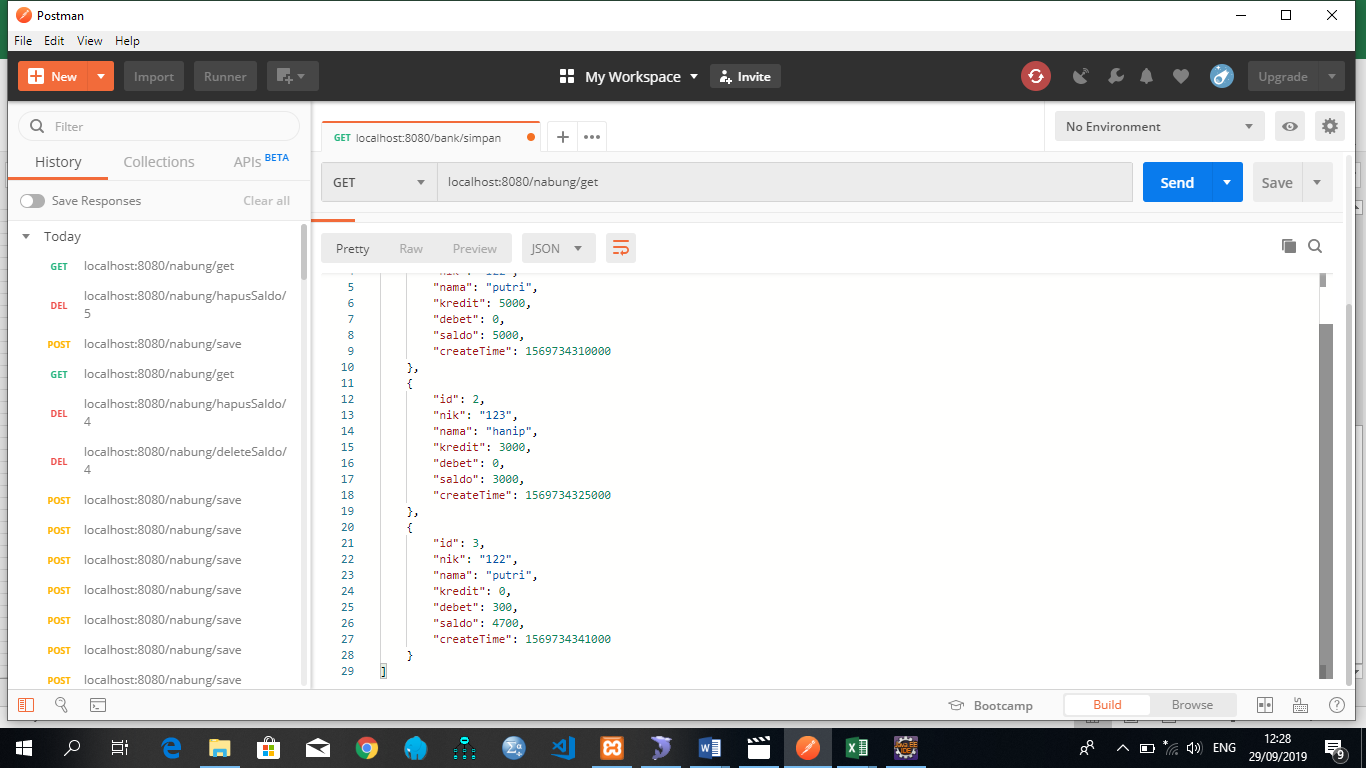 Postman
File Edit View Help
New Import Runner My Workspace Invite Upgrade
Filter
History Collections APIs BETA
Save Responses Clear all
Today
GET localhost:8080/nabung/get
DEL localhost:8080/nabung/hapusSaldo/
5
POST localhost:8080/nabung/save
GET localhost:8080/nabung/get
DEL localhost:8080/nabung/hapusSaldo/
4
DEL localhost:8080/nabung/deleteSaldo/
4
POST localhost:8080/nabung/save
POST localhost:8080/nabung/save
POST localhost:8080/nabung/save
POST localhost:8080/nabung/save
POST localhost:8080/nabung/save
POST localhost:8080/nabung/save
POST localhost:8080/nabung/save
GET localhost:8080/bank/simpan
No Environment
GET localhost:8080/nabung/get Send Save
Pretty Raw Preview JSON
4 "nik": "122",
5 "nama": "putri",
6 "kredit": 5000,
7 "debet": 0,
8 "saldo": 5000,
9 "createTime": 1569734310000
10 },
11 {
12 "id": 2,
13 "nik": "123",
14 "nama": "hanip",
15 "kredit": 3000,
16 "debet": 0,
17 "saldo": 3000,
18 "createTime": 1569734325000
19 },
20 {
21 "id": 3,
22 "nik": "122",
23 "nama": "putri",
24 "kredit": 0,
25 "debet": 300,
26 "saldo": 4700,
27 "createTime": 1569734341000
28 }
29 ]
Bootcamp Build Browse
ENG
12:28
29/09/2019
9